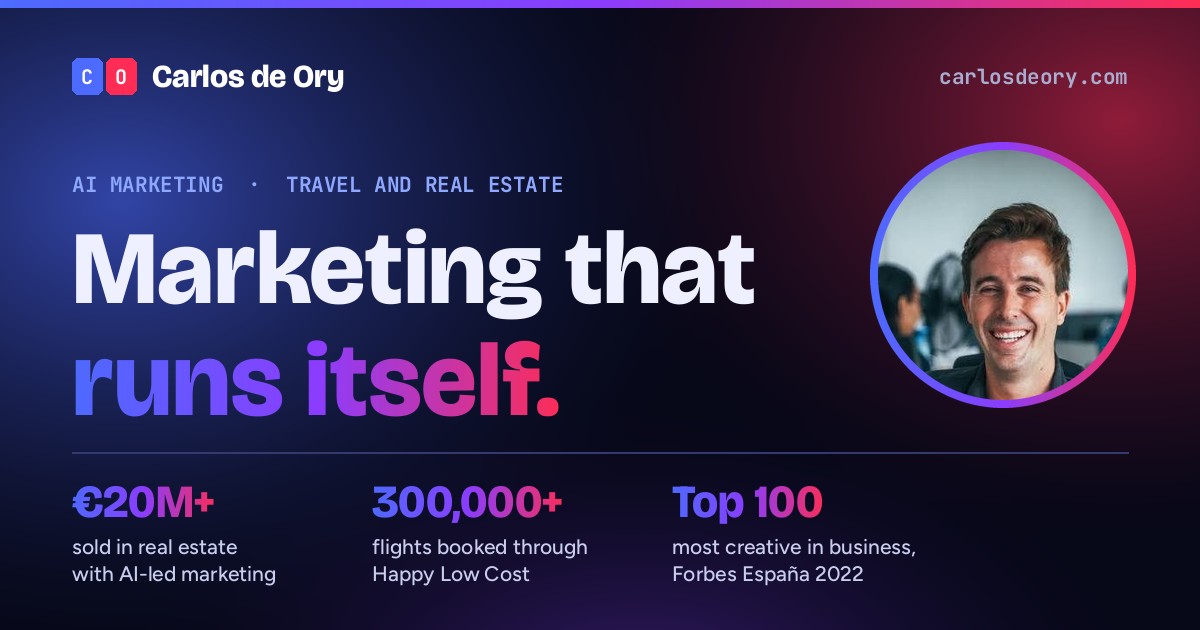 C O Carlos de Ory
carlosdeory.com
AI MARKETING · TRAVEL AND REAL ESTATE
Marketing that
runs itself.
€20M+
sold in real estate
with AI-led marketing
300,000+
flights booked through
Happy Low Cost
Top 100
most creative in business,
Forbes España 2022